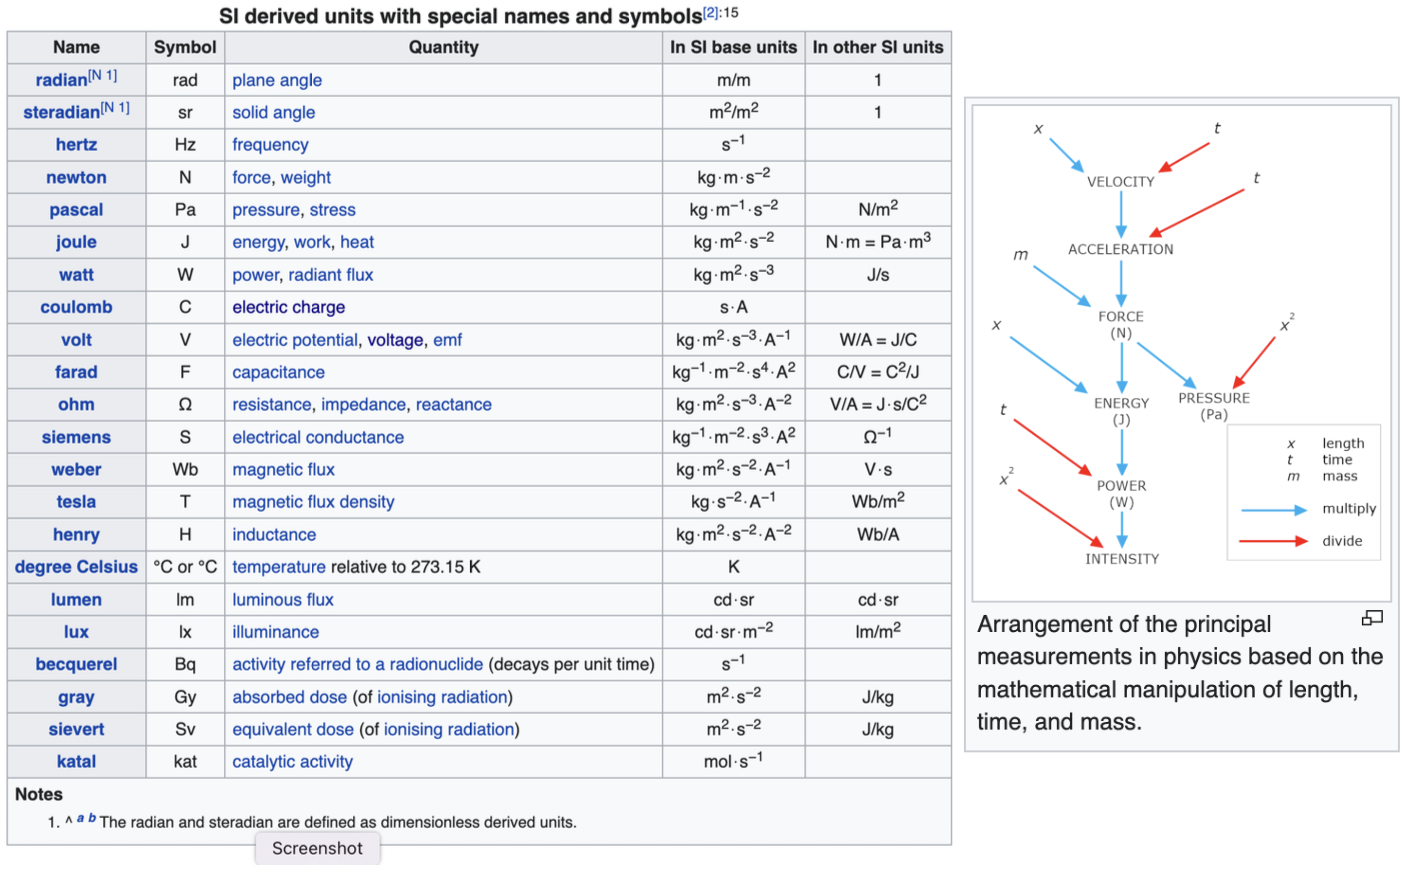 SI derived units with special names and symbols[2]:15
Name Symbol Quantity In SI base units In other SI units
radian[N 1] rad plane angle m/m 1
steradian[N 1] sr solid angle m²/m² 1
hertz Hz frequency s⁻¹
newton N force, weight kg·m·s⁻²
pascal Pa pressure, stress kg·m⁻¹·s⁻² N/m²
joule J energy, work, heat kg·m²·s⁻² N·m = Pa·m³
watt W power, radiant flux kg·m²·s⁻³ J/s
coulomb C electric charge s·A
volt V electric potential, voltage, emf kg·m²·s⁻³·A⁻¹ W/A = J/C
farad F capacitance kg⁻¹·m⁻²·s⁴·A² C/V = C²/J
ohm Ω resistance, impedance, reactance kg·m²·s⁻³·A⁻² V/A = J·s/C²
siemens S electrical conductance kg⁻¹·m⁻²·s³·A² Ω⁻¹
weber Wb magnetic flux kg·m²·s⁻²·A⁻¹ V·s
tesla T magnetic flux density kg·s⁻²·A⁻¹ Wb/m²
henry H inductance kg·m²·s⁻²·A⁻² Wb/A
degree Celsius °C or °C temperature relative to 273.15 K K
lumen lm luminous flux cd·sr cd·sr
lux lx illuminance cd·sr·m⁻² lm/m²
becquerel Bq activity referred to a radionuclide (decays per unit time) s⁻¹
gray Gy absorbed dose (of ionising radiation) m²·s⁻² J/kg
sievert Sv equivalent dose (of ionising radiation) m²·s⁻² J/kg
katal kat catalytic activity mol·s⁻¹
Notes
1. ^ a b The radian and steradian are defined as dimensionless derived units.
Screenshot
x t
VELOCITY
t
ACCELERATION
m
FORCE
(N)
x x²
ENERGY
(J)
PRESSURE
(Pa)
t
POWER
(W)
x²
INTENSITY
x length
t time
m mass
multiply
divide
Arrangement of the principal
measurements in physics based on the
mathematical manipulation of length,
time, and mass.